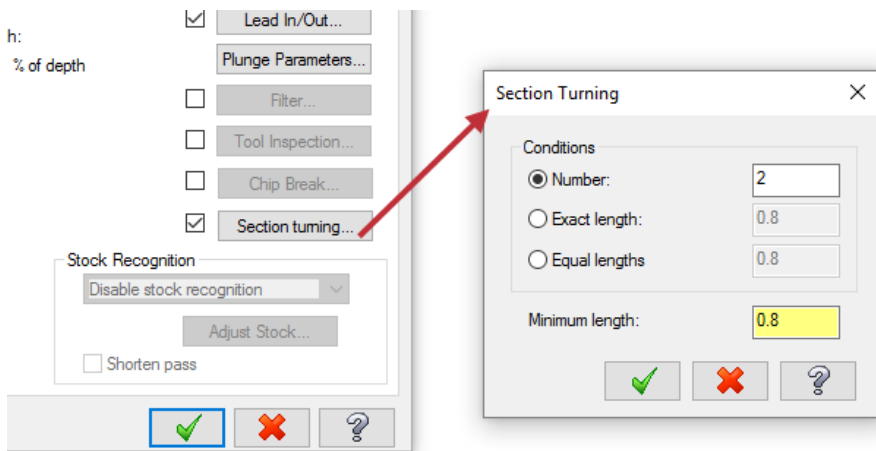 Lead In/Out...
h:
% of depth
Plunge Parameters...
Filter...
Tool Inspection...
Chip Break...
Section turning...
Stock Recognition
Disable stock recognition
Adjust Stock...
Shorten pass
Section Turning
Conditions
Number:
2
Exact length:
0.8
Equal lengths
0.8
Minimum length:
0.8